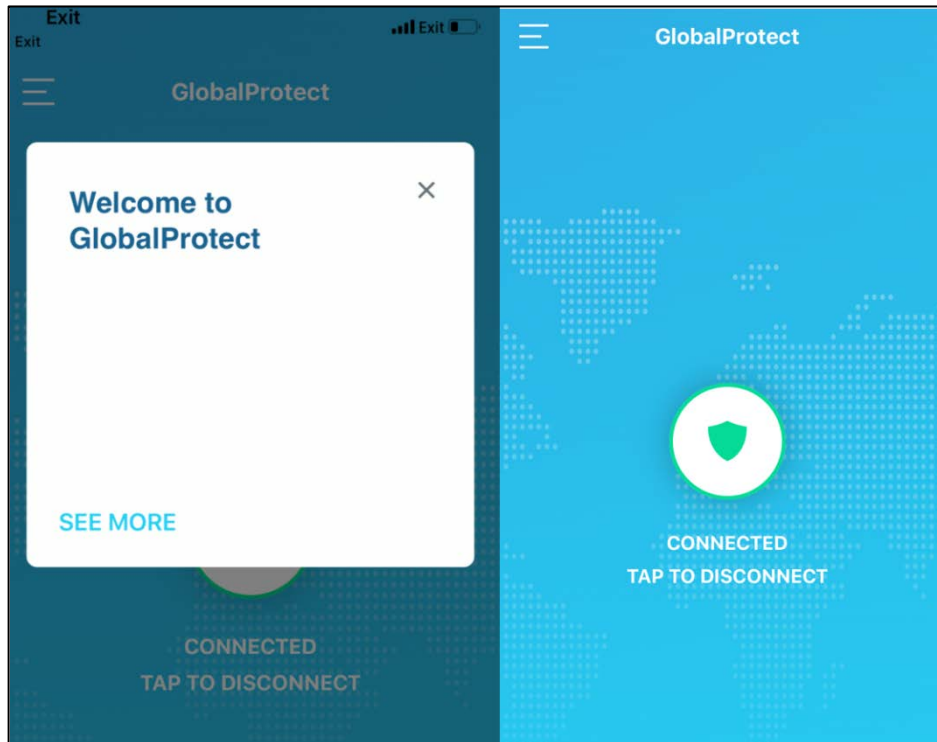 Exit
Exit
Exit
GlobalProtect
Welcome to
GlobalProtect
SEE MORE
CONNECTED
TAP TO DISCONNECT
GlobalProtect
CONNECTED
TAP TO DISCONNECT